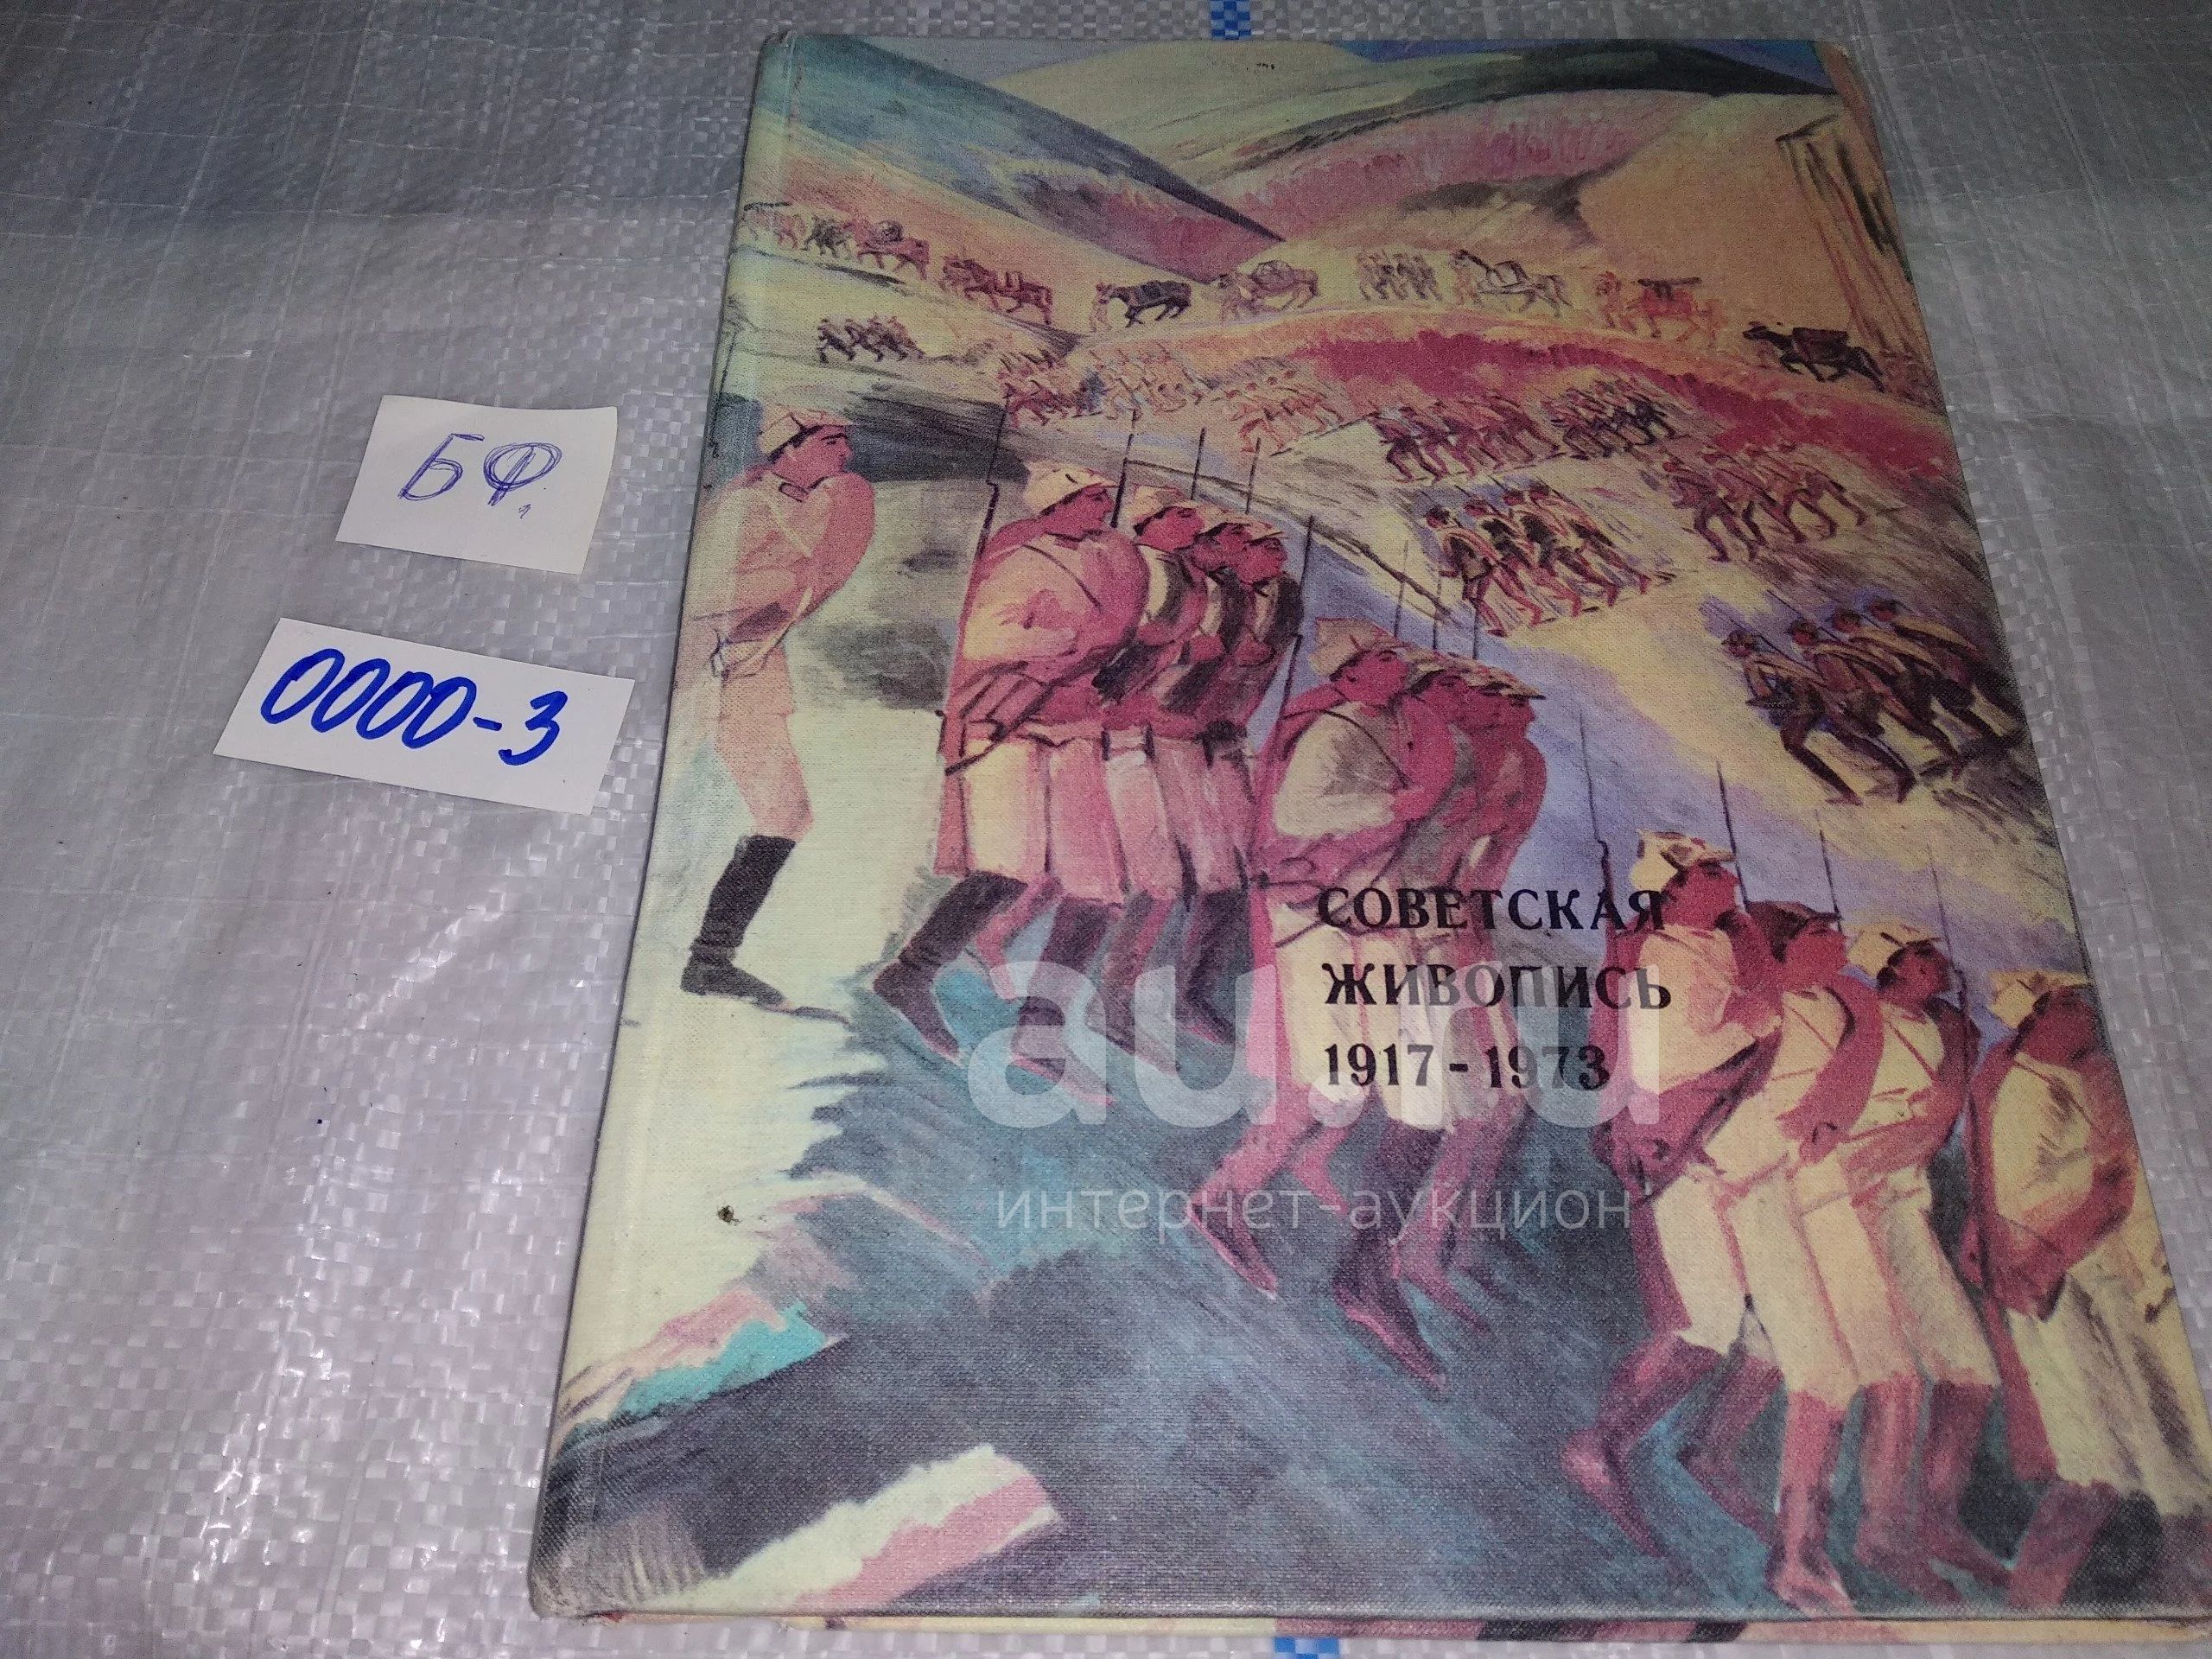 БФ.
0000-3
СОВЕТСКАЯ
ЖИВОПИСЬ
1917-1973
au.ru
интернет-аукцион